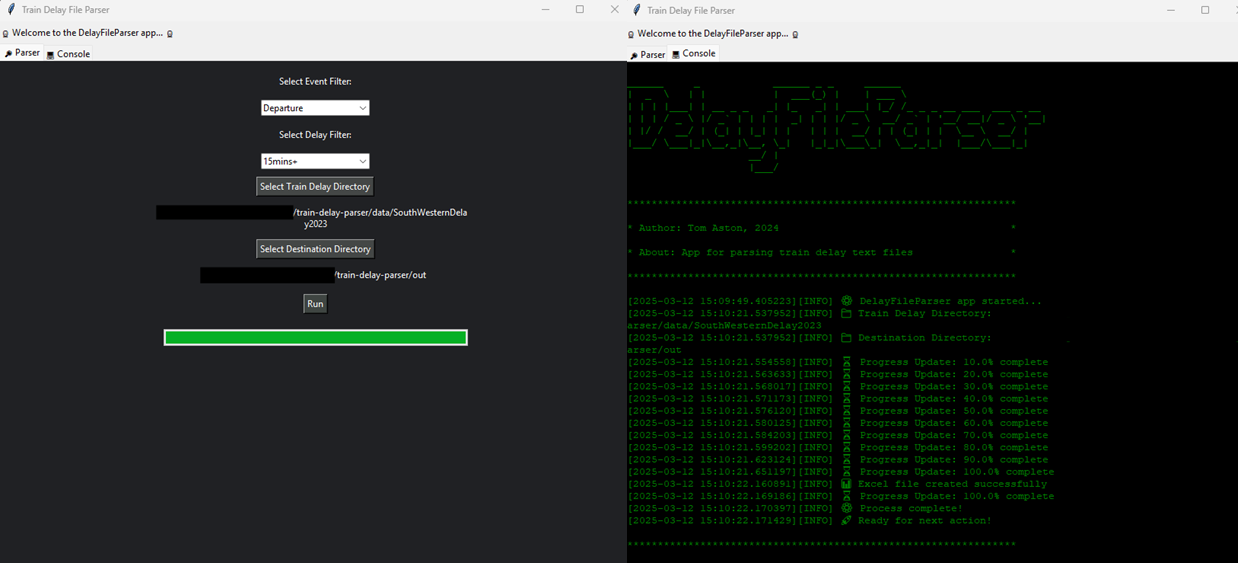 Train Delay File Parser
Welcome to the DelayFileParser app...
Parser Console
Select Event Filter:
Departure
Select Delay Filter:
15mins+
Select Train Delay Directory
/train-delay-parser/data/SouthWesternDela
y2023
Select Destination Directory
/train-delay-parser/out
Run
Train Delay File Parser
Welcome to the DelayFileParser app...
Parser Console
DelayFileParser
****************************************************************
* Author: Tom Aston, 2024 *
* About: App for parsing train delay text files *
****************************************************************
[2025-03-12 15:09:49.405223][INFO] DelayFileParser app started...
[2025-03-12 15:10:21.537952][INFO] Train Delay Directory:
arser/data/SouthWesternDelay2023
[2025-03-12 15:10:21.537952][INFO] Destination Directory:
arser/out
[2025-03-12 15:10:21.554558][INFO] Progress Update: 10.0% complete
[2025-03-12 15:10:21.563633][INFO] Progress Update: 20.0% complete
[2025-03-12 15:10:21.568017][INFO] Progress Update: 30.0% complete
[2025-03-12 15:10:21.571173][INFO] Progress Update: 40.0% complete
[2025-03-12 15:10:21.576120][INFO] Progress Update: 50.0% complete
[2025-03-12 15:10:21.580125][INFO] Progress Update: 60.0% complete
[2025-03-12 15:10:21.584203][INFO] Progress Update: 70.0% complete
[2025-03-12 15:10:21.599202][INFO] Progress Update: 80.0% complete
[2025-03-12 15:10:21.623124][INFO] Progress Update: 90.0% complete
[2025-03-12 15:10:21.651197][INFO] Progress Update: 100.0% complete
[2025-03-12 15:10:22.160891][INFO] Excel file created successfully
[2025-03-12 15:10:22.169186][INFO] Progress Update: 100.0% complete
[2025-03-12 15:10:22.170397][INFO] Process complete!
[2025-03-12 15:10:22.171429][INFO] Ready for next action!
****************************************************************